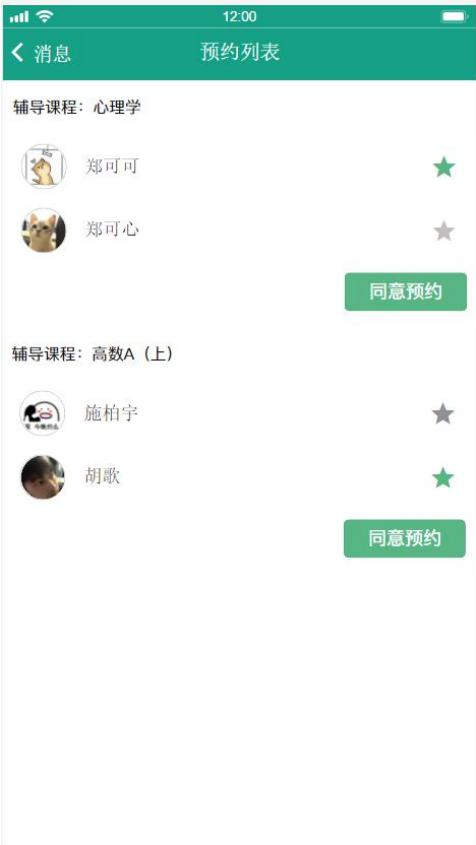 12:00
消息 预约列表
辅导课程：心理学
郑可可
郑可心
同意预约
辅导课程：高数A（上）
施柏宇
胡歌
同意预约